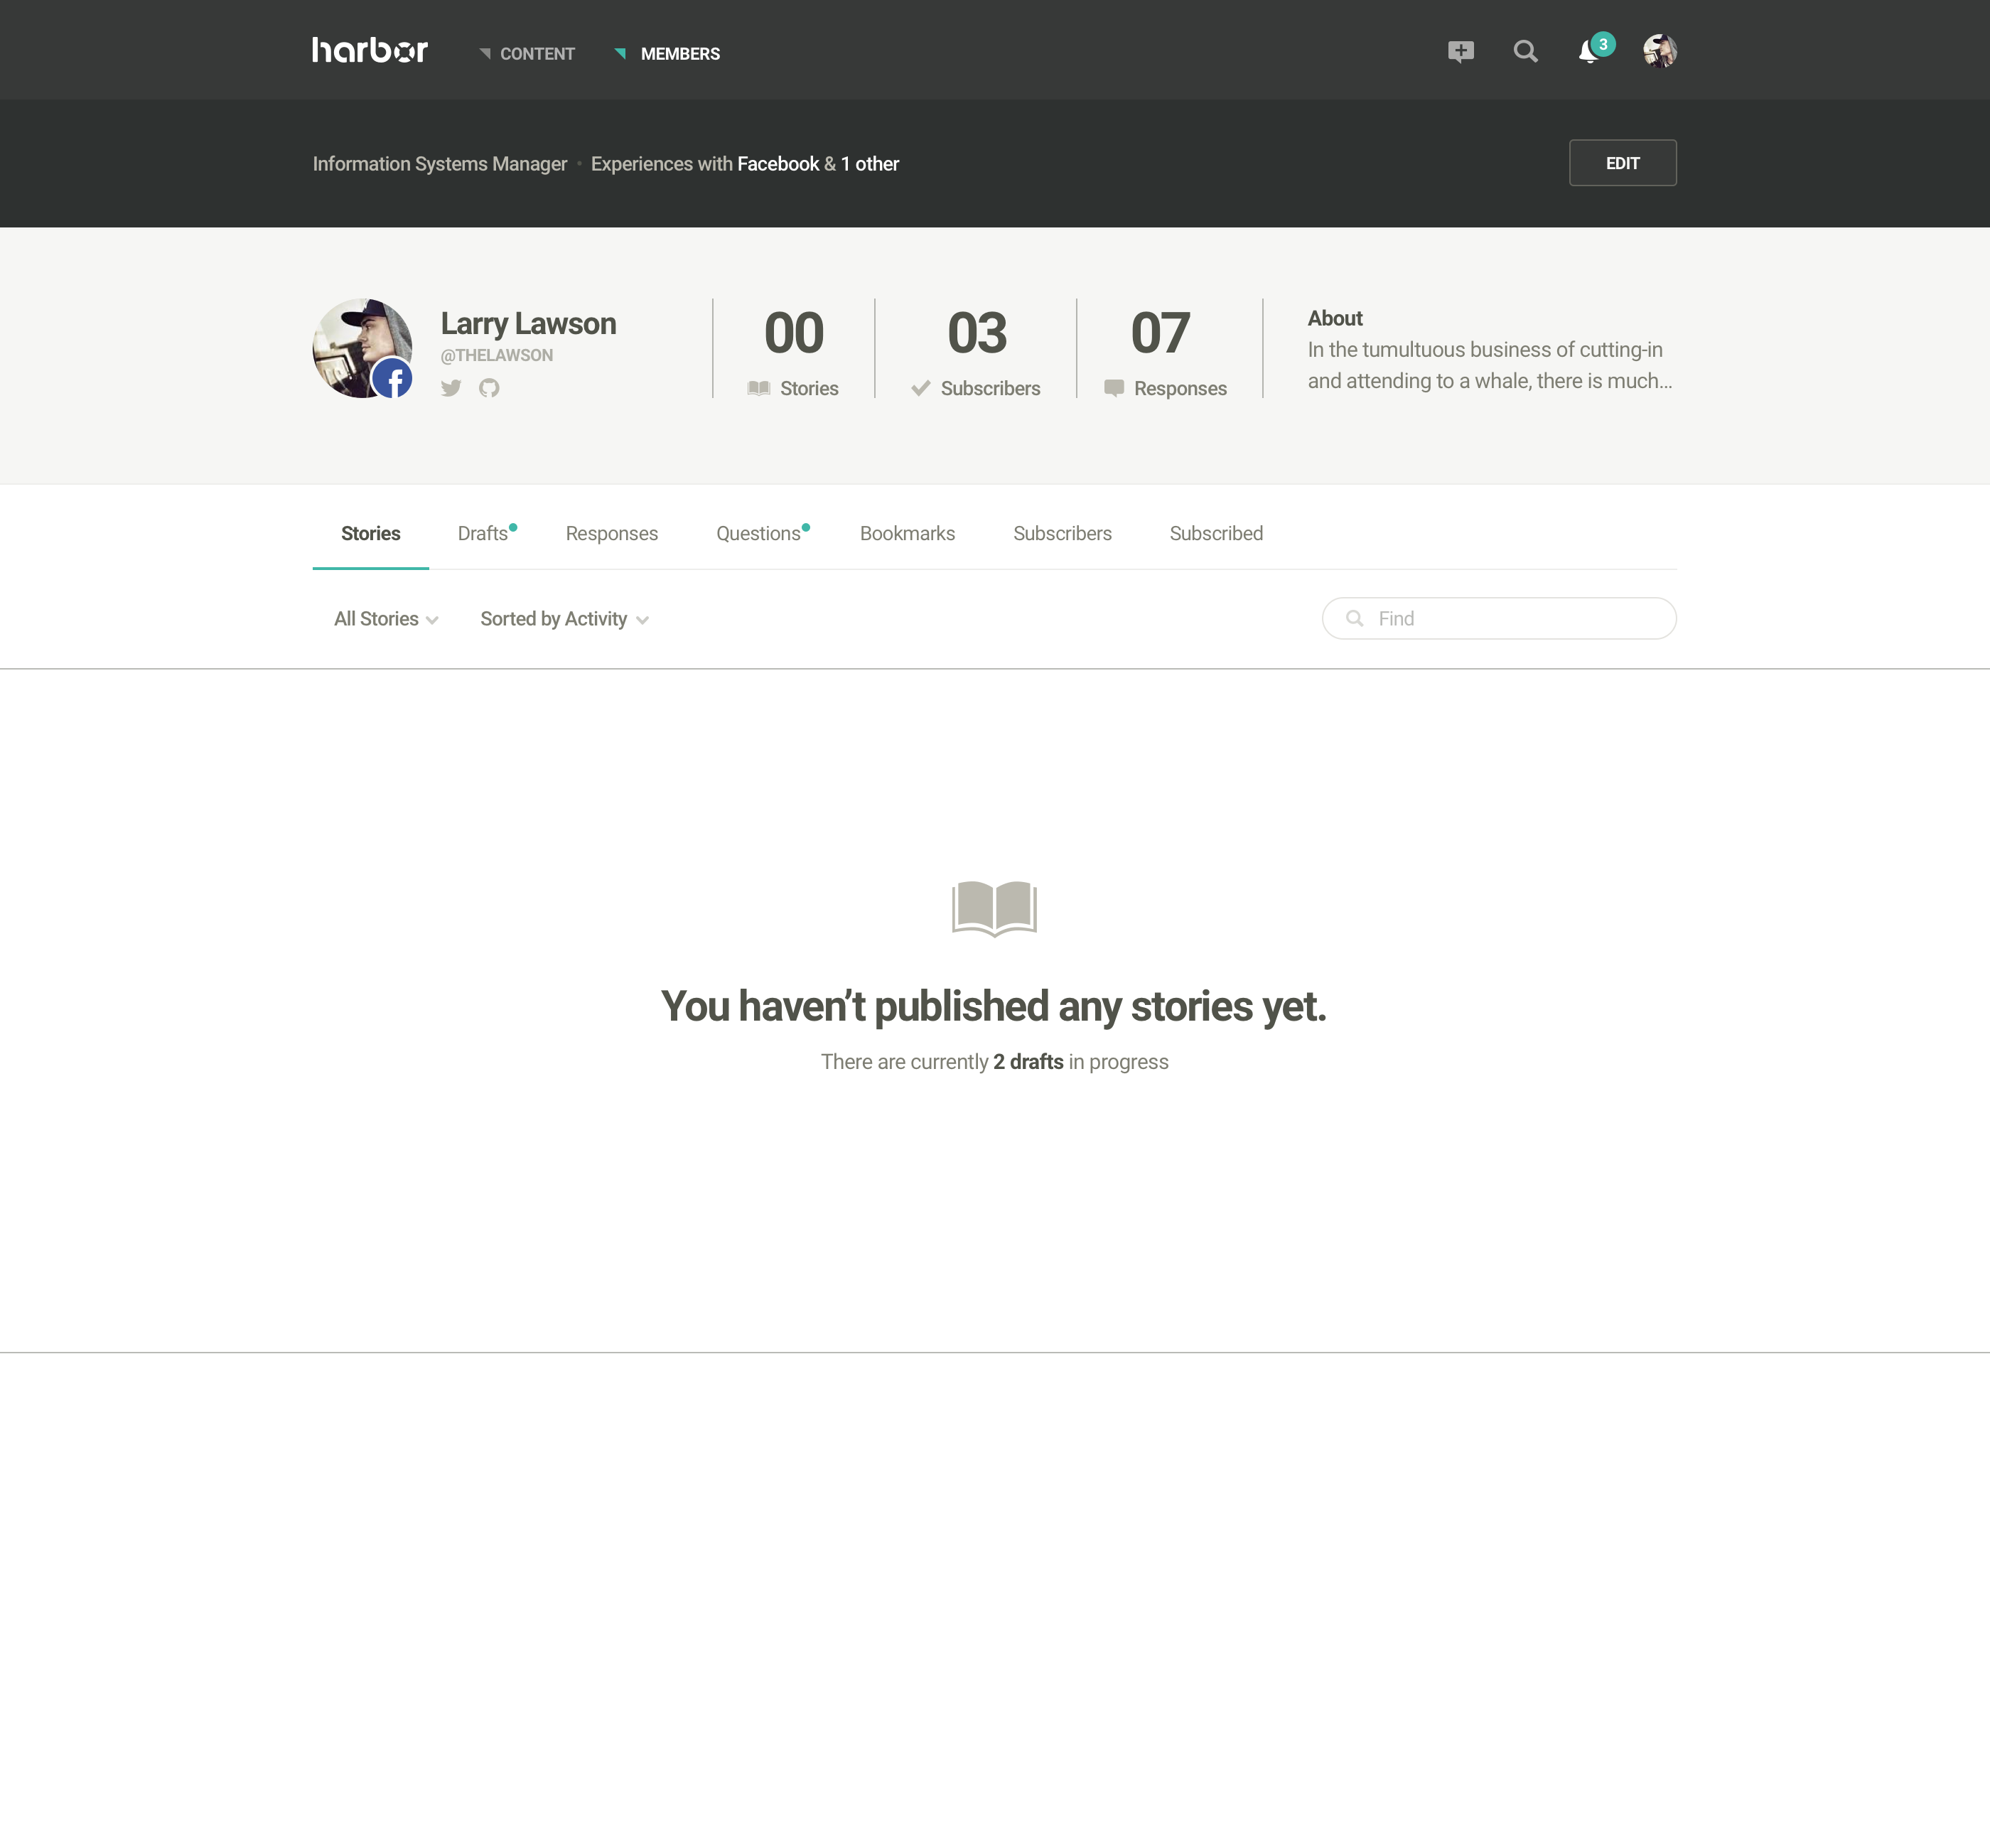 harbor CONTENT MEMBERS 3
Information Systems Manager • Experiences with Facebook & 1 other EDIT
Larry Lawson
@THELAWSON
00 Stories
03 Subscribers
07 Responses
About
In the tumultuous business of cutting-in
and attending to a whale, there is much...
Stories Drafts Responses Questions Bookmarks Subscribers Subscribed
All Stories Sorted by Activity Find
You haven’t published any stories yet.
There are currently 2 drafts in progress